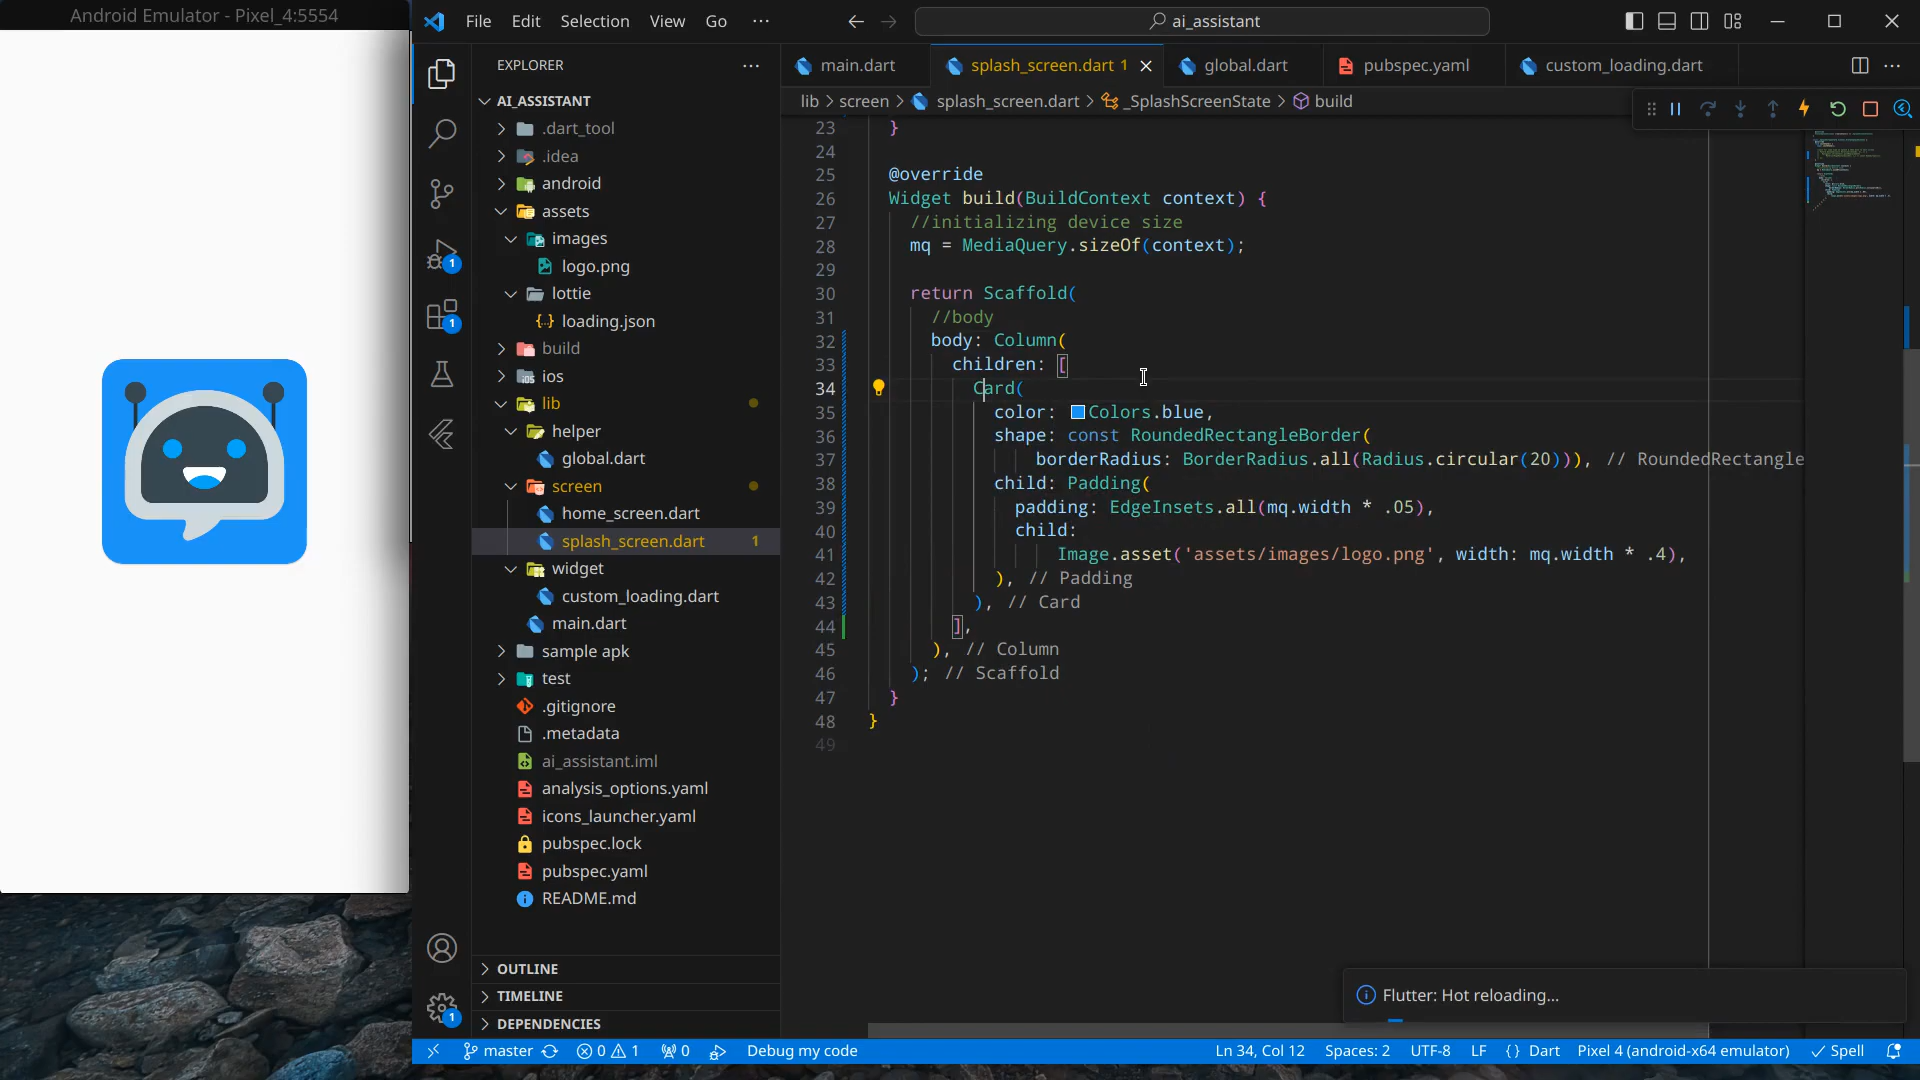 Android Emulator - Pixel_4:5554
File Edit Selection View Go ···
ai_assistant
EXPLORER
main.dart
splash_screen.dart 1
global.dart
pubspec.yaml
custom_loading.dart
lib > screen > splash_screen.dart > _SplashScreenState > build
AI_ASSISTANT
.dart_tool
.idea
android
assets
images
logo.png
lottie
loading.json
build
ios
lib
helper
global.dart
screen
home_screen.dart
splash_screen.dart 1
widget
custom_loading.dart
main.dart
sample apk
test
.gitignore
.metadata
ai_assistant.iml
analysis_options.yaml
icons_launcher.yaml
pubspec.lock
pubspec.yaml
README.md
OUTLINE
TIMELINE
DEPENDENCIES
1
1
1
23 }
24
25 @override
26 Widget build(BuildContext context) {
27 //initializing device size
28 mq = MediaQuery.sizeOf(context);
29
30 return Scaffold(
31 //body
32 body: Column(
33 children: [
34 Card(
35 color: Colors.blue,
36 shape: const RoundedRectangleBorder(
37 borderRadius: BorderRadius.all(Radius.circular(20))), // RoundedRectangle
38 child: Padding(
39 padding: EdgeInsets.all(mq.width * .05),
40 child:
41 Image.asset('assets/images/logo.png', width: mq.width * .4),
42 ), // Padding
43 ), // Card
44 ],
45 ), // Column
46 ); // Scaffold
47 }
48 }
49
Flutter: Hot reloading...
master 0 1 0 Debug my code
Ln 34, Col 12 Spaces: 2 UTF-8 LF { } Dart Pixel 4 (android-x64 emulator) Spell